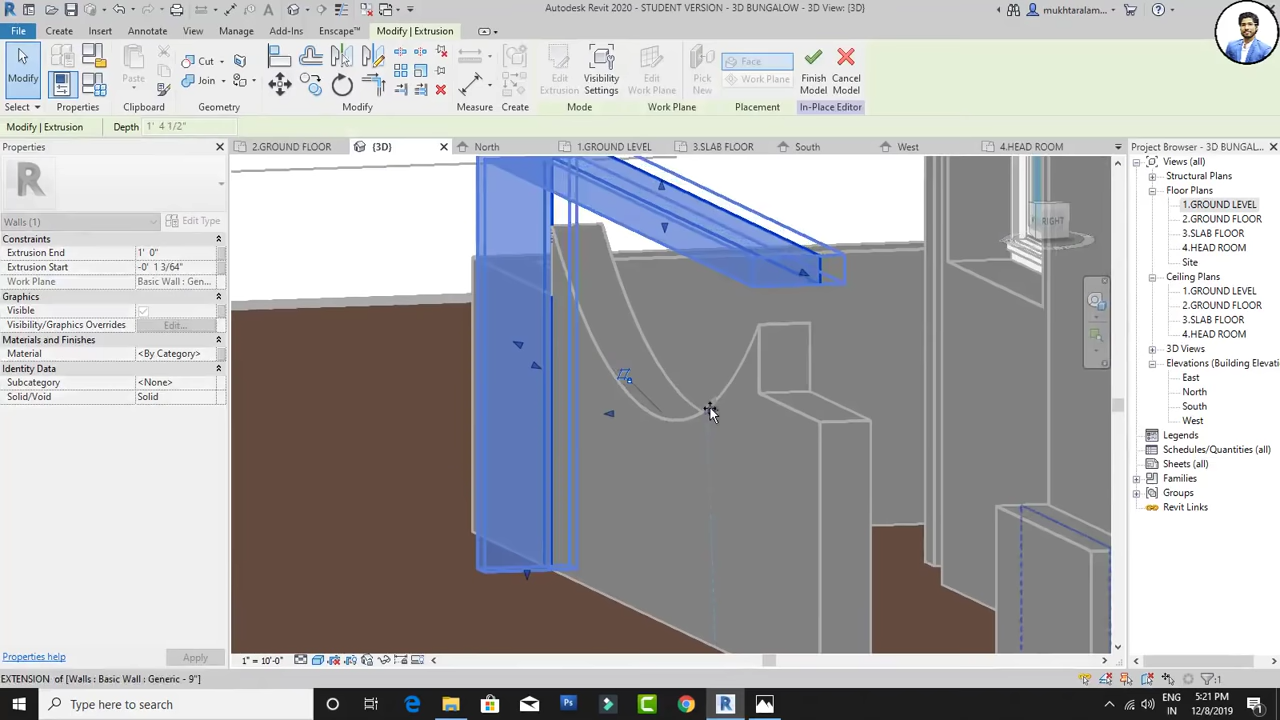 Autodesk Revit 2020 - STUDENT VERSION - 3D BUNGALOW - 3D View: {3D}
mukhtaralam...
File Create Insert Annotate View Manage Add-Ins Enscape™ Modify | Extrusion
Modify
Paste
Cut
Join
Edit Extrusion
Visibility Settings
Edit Work Plane
Pick New
Face
Work Plane
Finish Model
Cancel Model
Select Properties Clipboard Geometry Modify Measure Create Mode Work Plane Placement In-Place Editor
Modify | Extrusion Depth 1' 4 1/2"
Properties
2.GROUND FLOOR {3D} North 1.GROUND LEVEL 3.SLAB FLOOR South West 4.HEAD ROOM
Project Browser - 3D BUNGAL...
R
Walls (1) Edit Type
Constraints
Extrusion End 1' 0"
Extrusion Start -0' 1 3/64"
Work Plane Basic Wall : Gen...
Graphics
Visible
Visibility/Graphics Overrides Edit...
Materials and Finishes
Material <By Category>
Identity Data
Subcategory <None>
Solid/Void Solid
Properties help Apply
RIGHT
Views (all)
Structural Plans
Floor Plans
1.GROUND LEVEL
2.GROUND FLOOR
3.SLAB FLOOR
4.HEAD ROOM
Site
Ceiling Plans
1.GROUND LEVEL
2.GROUND FLOOR
3.SLAB FLOOR
4.HEAD ROOM
3D Views
Elevations (Building Elevati
East
North
South
West
Legends
Schedules/Quantities (all)
Sheets (all)
Families
Groups
Revit Links
1" = 10'-0"
EXTENSION of [Walls : Basic Wall : Generic - 9"]
:1
Type here to search
ENG
IN
5:21 PM
12/8/2019